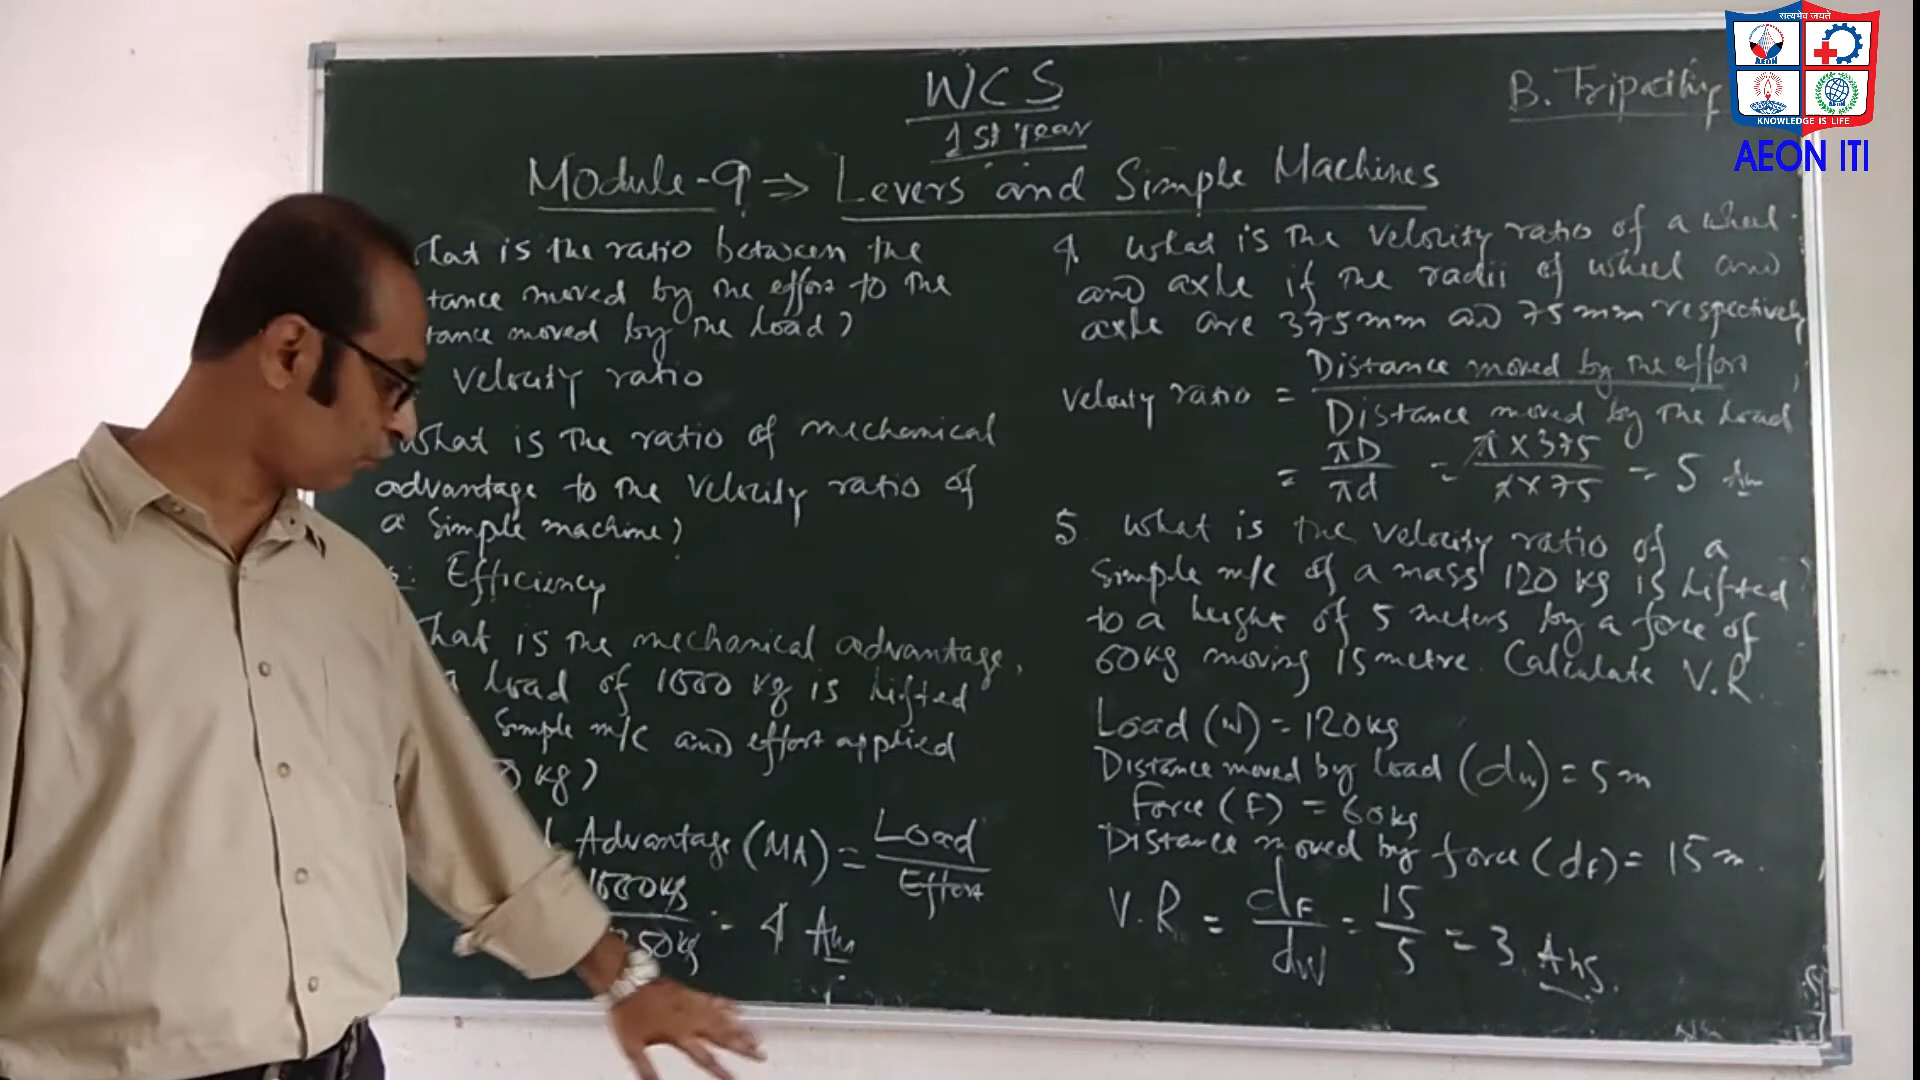 WCS
1st year
B. Tripathy
सत्यमेव जयते
AEON
KNOWLEDGE IS LIFE
AEON ITI
Module-9 ⇒ Levers and Simple Machines
hat is the ratio between the
tance moved by the effort to the
tance moved by the load?
Velocity ratio
What is the ratio of mechanical
advantage to the velocity ratio of
a simple machine?
Efficiency
hat is the mechanical advantage,
a load of 1000 kg is lifted
simple m/c and effort applied
0 kg?
Advantage (MA) = Load / Effort
1000kg / 250kg = 4 Ans
4. What is the velocity ratio of a wheel
and axle if the radii of wheel and
axle are 375mm and 75mm respectively
Velocity ratio = Distance moved by the effort / Distance moved by the load
= πD / πd = π X 375 / π X 75 = 5 Ans
5. What is the velocity ratio of a
simple m/c of a mass 120 kg is lifted
to a height of 5 meters by a force of
60kg moving 15 metre. Calculate V.R.
Load (W) = 120kg
Distance moved by load (dw) = 5m
Force (F) = 60kg
Distance moved by force (dF) = 15m.
V.R = dF / dW = 15 / 5 = 3 Ans.